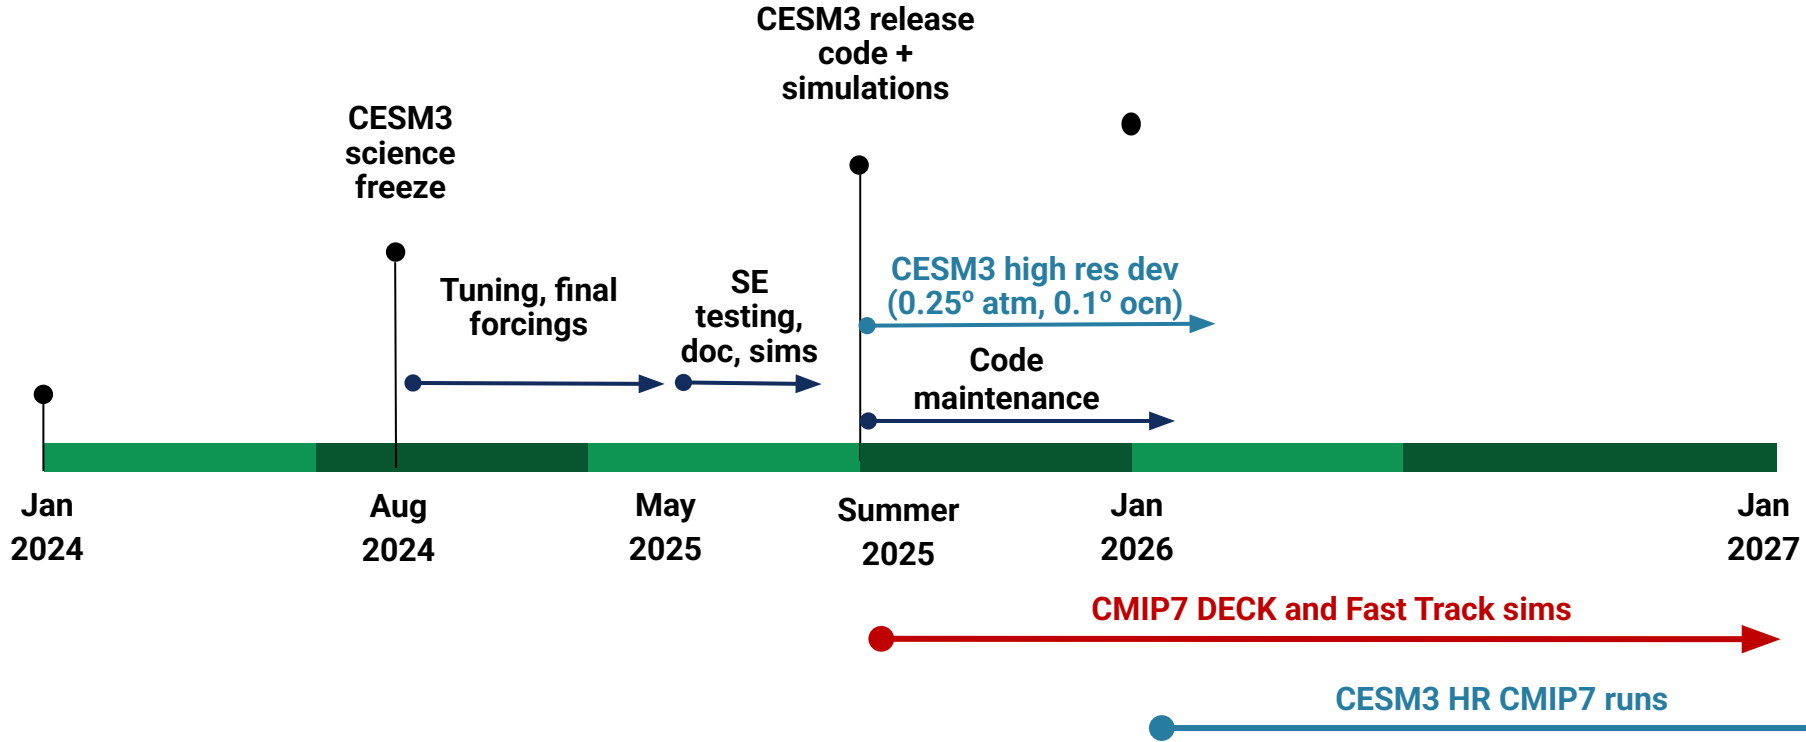 CESM3 release
code +
simulations
CESM3
science
freeze
Tuning, final
forcings
SE
testing,
doc, sims
CESM3 high res dev
(0.25º atm, 0.1º ocn)
Code
maintenance
Jan
2024
Aug
2024
May
2025
Summer
2025
Jan
2026
Jan
2027
CMIP7 DECK and Fast Track sims
CESM3 HR CMIP7 runs